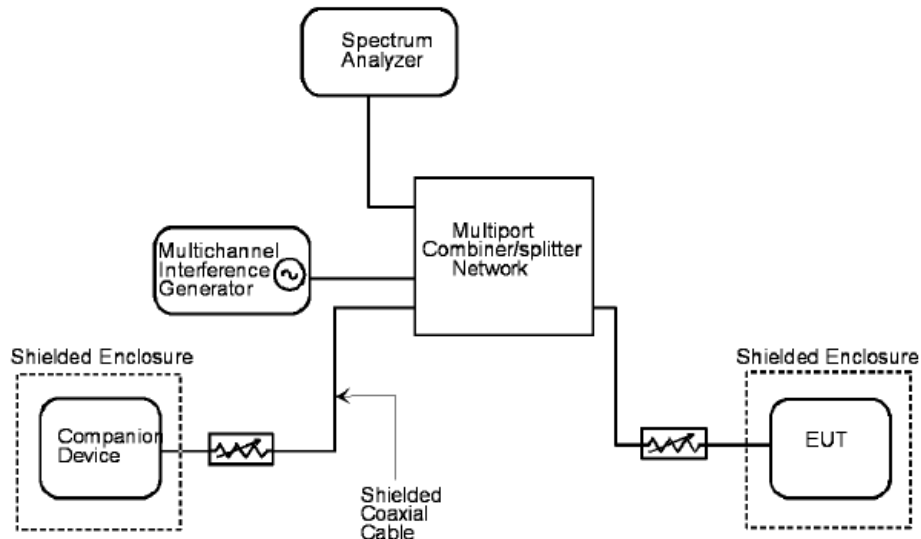 Spectrum
Analyzer
Multiport
Combiner/splitter
Network
Multichannel
Interference
Generator
Shielded Enclosure
Companion
Device
Shielded
Coaxial
Cable
Shielded Enclosure
EUT